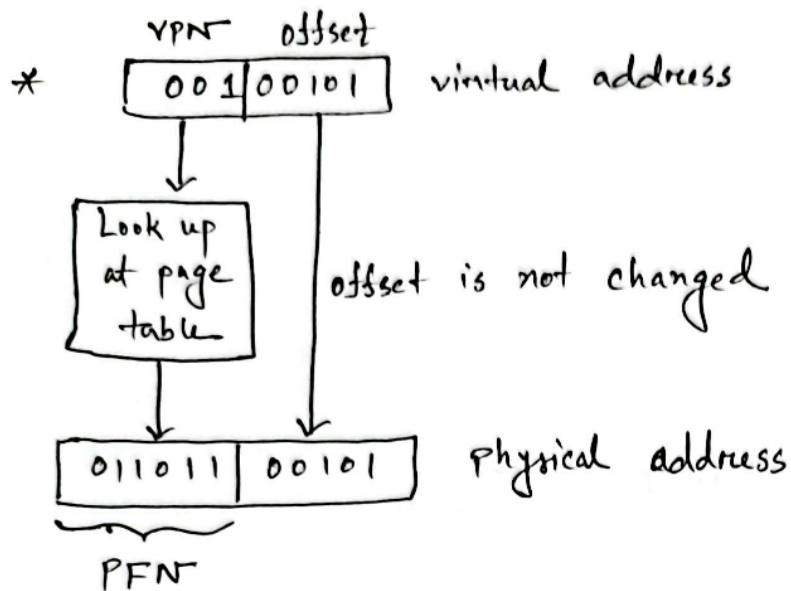 VPN offset
* 001 00101 virtual address
Look up
at page
table
offset is not changed
011011 00101 physical address
PFN